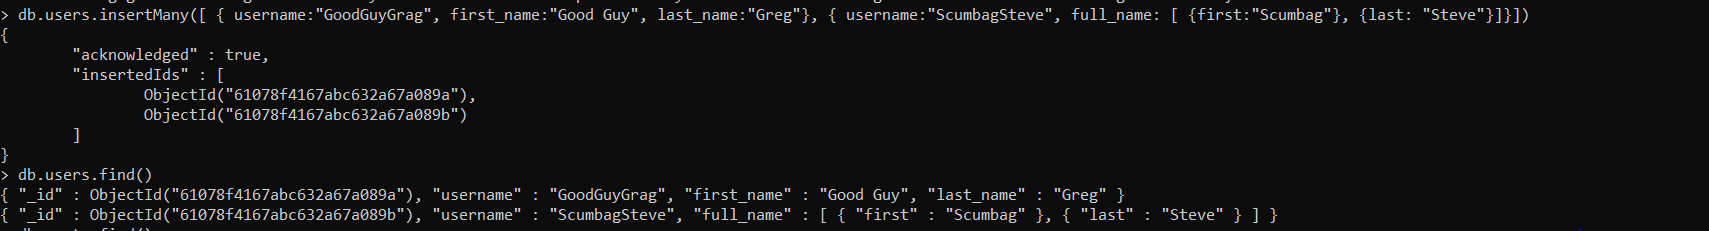 > db.users.insertMany([ { username:"GoodGuyGrag", first_name:"Good Guy", last_name:"Greg"}, { username:"ScumbagSteve", full_name: [ {first:"Scumbag"}, {last: "Steve"}]}])
{
        "acknowledged" : true,
        "insertedIds" : [
                ObjectId("61078f4167abc632a67a089a"),
                ObjectId("61078f4167abc632a67a089b")
        ]
}
> db.users.find()
{ "_id" : ObjectId("61078f4167abc632a67a089a"), "username" : "GoodGuyGrag", "first_name" : "Good Guy", "last_name" : "Greg" }
{ "_id" : ObjectId("61078f4167abc632a67a089b"), "username" : "ScumbagSteve", "full_name" : [ { "first" : "Scumbag" }, { "last" : "Steve" } ] }